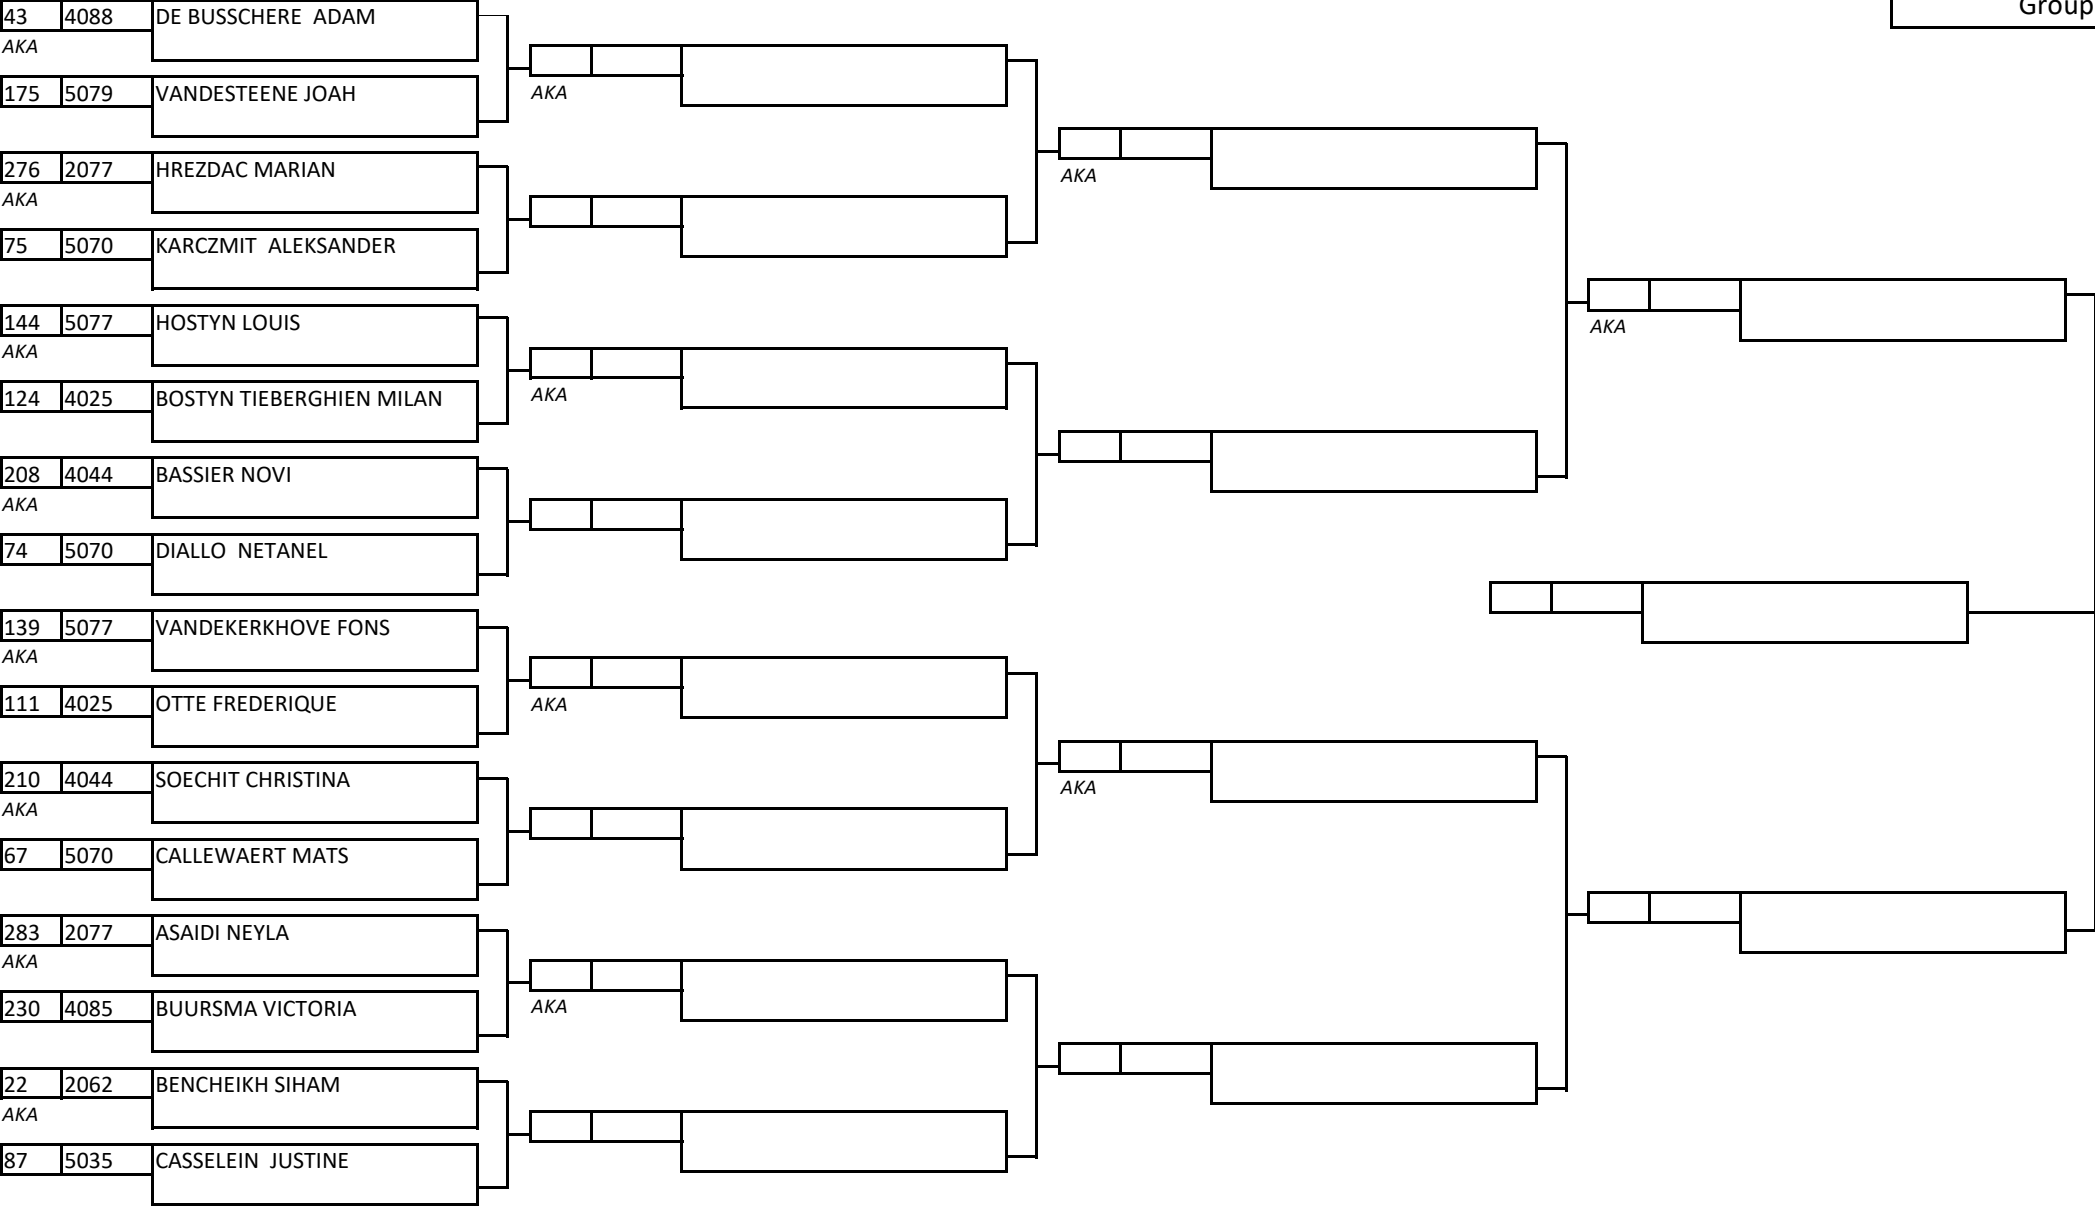 Group
43 4088 DE BUSSCHERE ADAM
AKA
AKA
175 5079 VANDESTEENE JOAH
276 2077 HREZDAC MARIAN
AKA
AKA
75 5070 KARCZMIT ALEKSANDER
144 5077 HOSTYN LOUIS
AKA
AKA
124 4025 BOSTYN TIEBERGHIEN MILAN
AKA
208 4044 BASSIER NOVI
AKA
74 5070 DIALLO NETANEL
139 5077 VANDEKERKHOVE FONS
AKA
111 4025 OTTE FREDERIQUE
AKA
210 4044 SOECHIT CHRISTINA
AKA
AKA
67 5070 CALLEWAERT MATS
283 2077 ASAIDI NEYLA
AKA
230 4085 BUURSMA VICTORIA
AKA
22 2062 BENCHEIKH SIHAM
AKA
87 5035 CASSELEIN JUSTINE